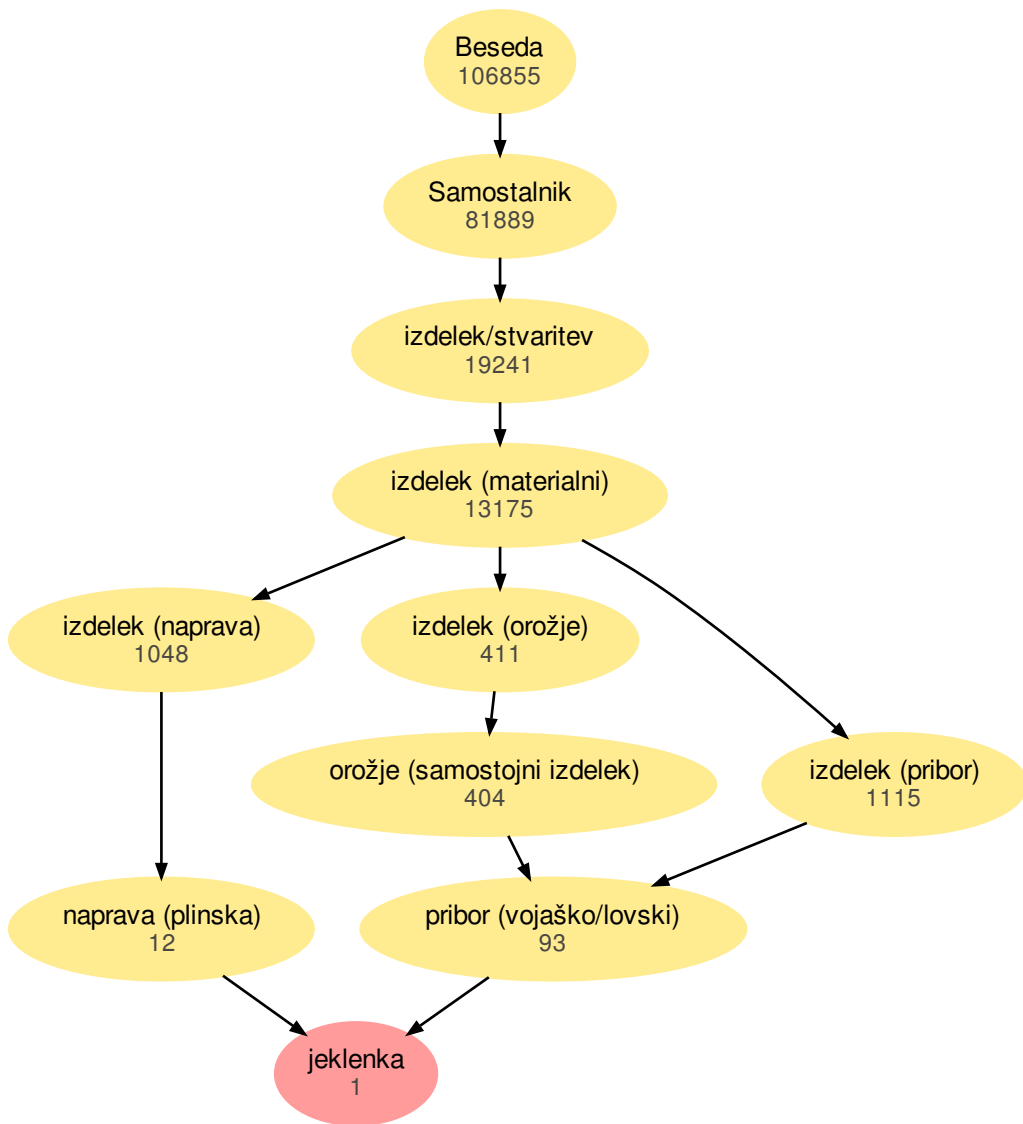 Beseda
106855
Samostalnik
81889
izdelek/stvaritev
19241
izdelek (materialni)
13175
izdelek (naprava)
1048
izdelek (orožje)
411
orožje (samostojni izdelek)
404
izdelek (pribor)
1115
naprava (plinska)
12
pribor (vojaško/lovski)
93
jeklenka
1